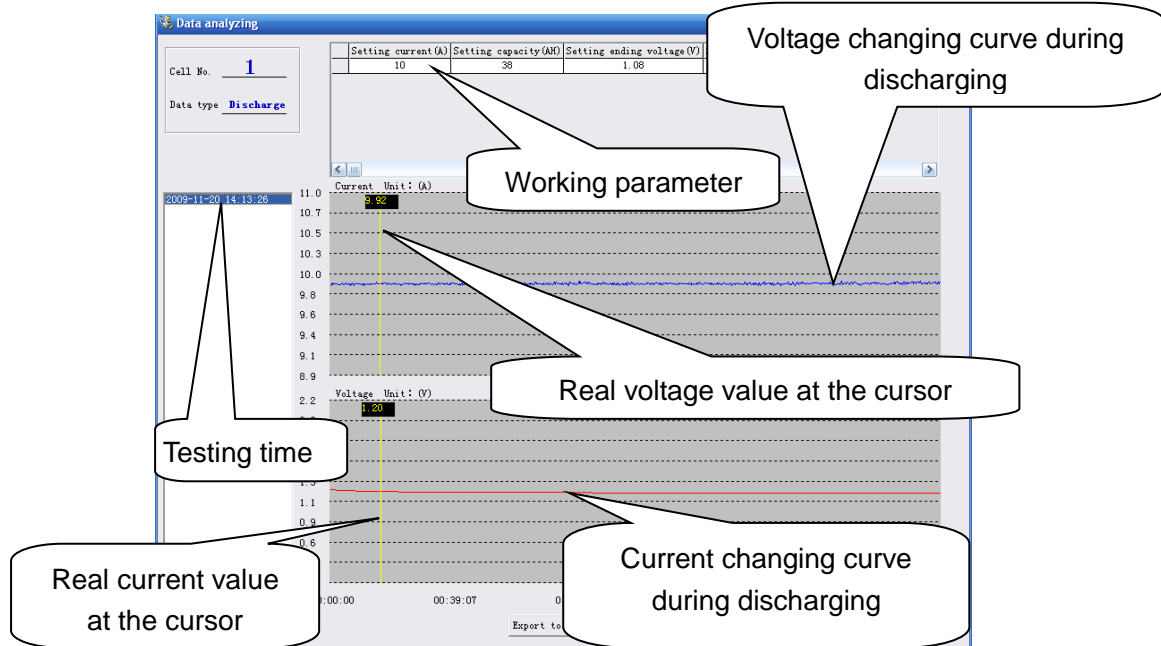 Data analyzing
Voltage changing curve during
discharging
Setting current(A) Setting capacity(AH) Setting ending voltage(V)
10 38 1.08
Cell No. 1
Data type Discharge
Working parameter
Current Unit: (A)
2009-11-20 14:13:26
11.0
9.92
10.7
10.5
10.3
10.0
9.8
9.6
9.4
9.1
8.9
Real voltage value at the cursor
Voltage Unit: (V)
2.2
1.20
Testing time
1.1
0.9
0.6
Current changing curve
during discharging
Real current value
at the cursor
:00:00 00:39:07
Export to